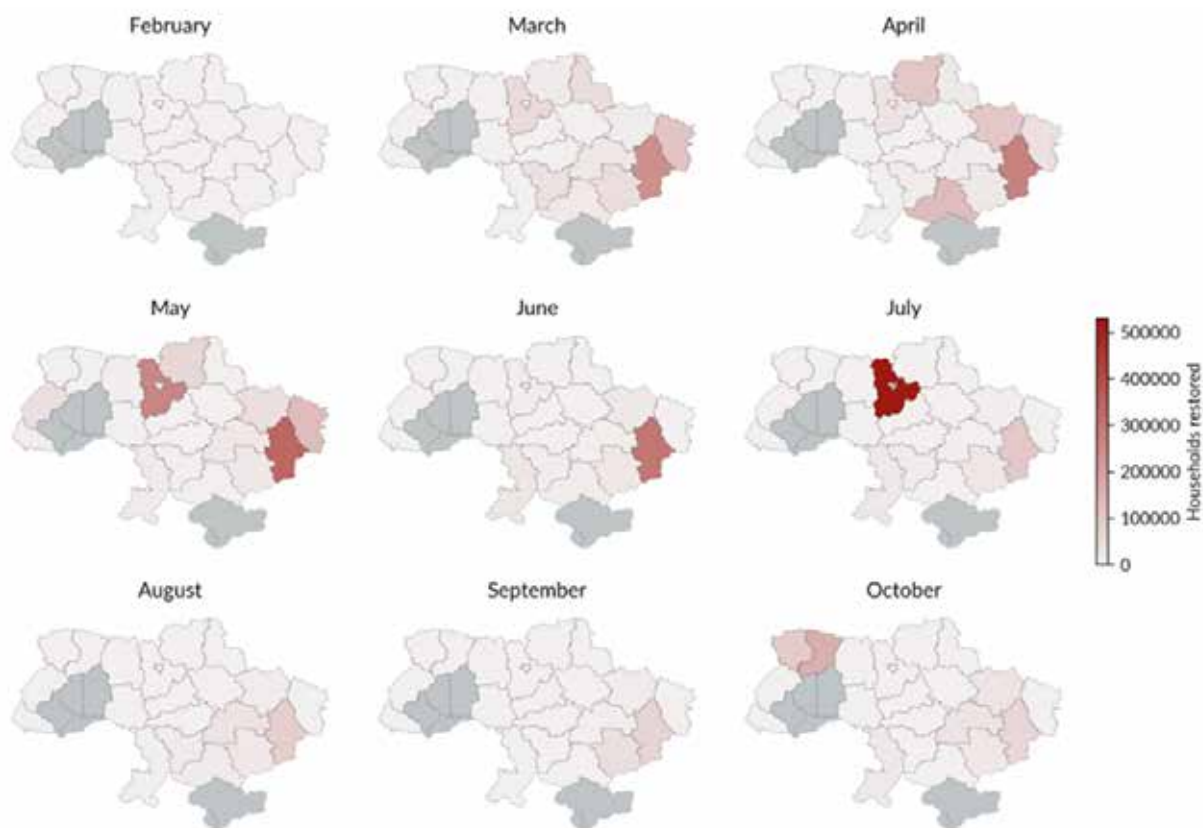 February
March
April
May
June
July
500000
400000
300000
200000
100000
0
Households restored
August
September
October